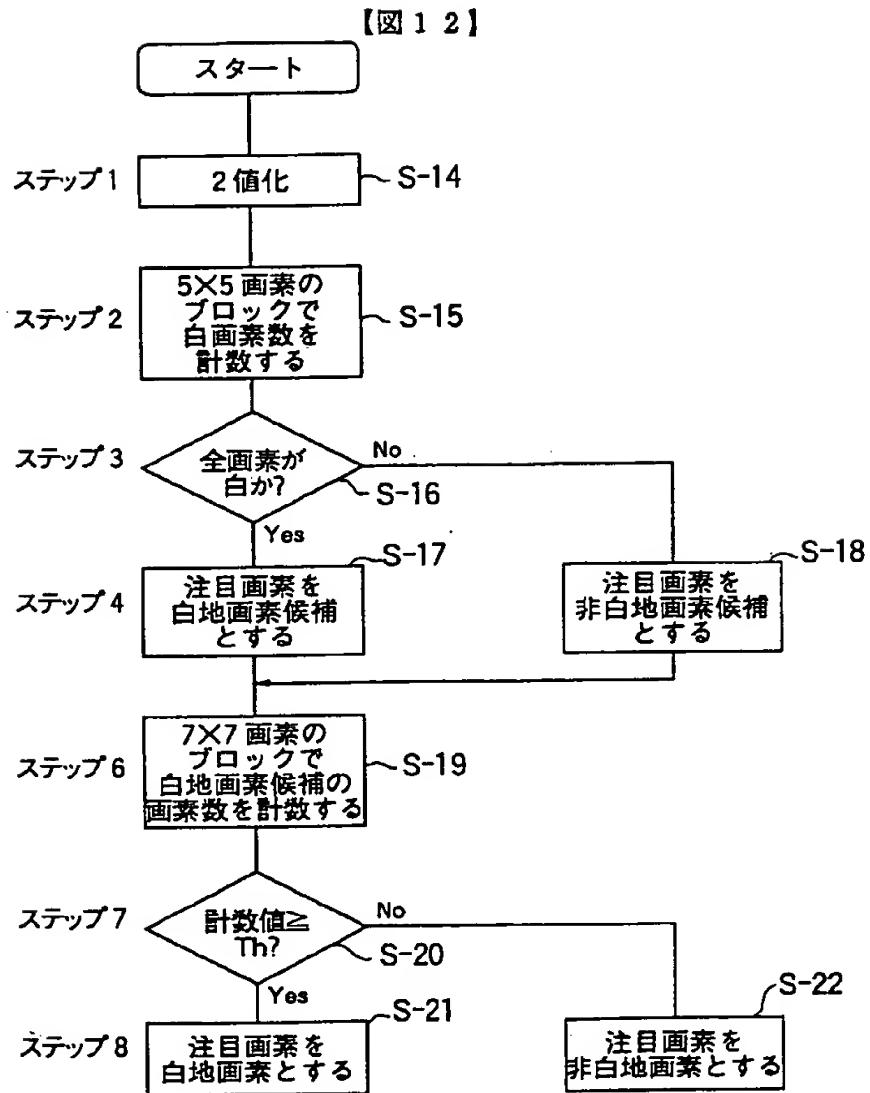 【図12】
スタート
ステップ1
2値化
S-14
ステップ2
5×5画素の
ブロックで
白画素数を
計数する
S-15
ステップ3
全画素が
白か?
No
S-16
Yes
S-17
S-18
ステップ4
注目画素を
白地画素候補
とする
注目画素を
非白地画素候補
とする
ステップ6
7×7画素の
ブロックで
白地画素候補の
画素数を計数する
S-19
ステップ7
計数値≧
Th?
No
S-20
Yes
S-21
S-22
ステップ8
注目画素を
白地画素とする
注目画素を
非白地画素とする